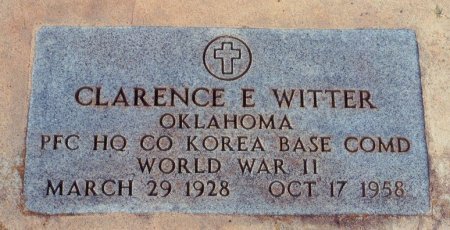 CLARENCE E WITTER
OKLAHOMA
PFC HQ CO KOREA BASE COMD
WORLD WAR II
MARCH 29 1928 OCT 17 1958